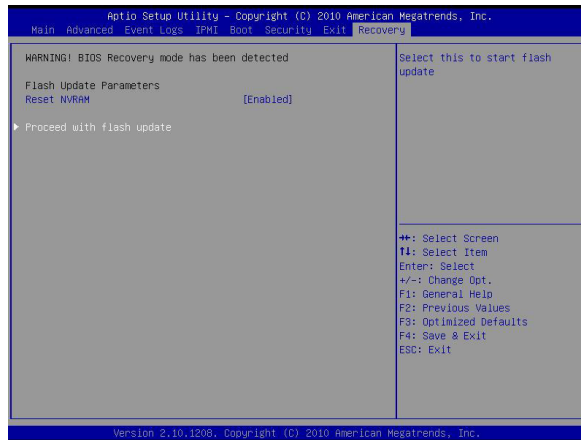 Aptio Setup Utility - Copyright (C) 2010 American Megatrends, Inc.
Main Advanced Event Logs IPMI Boot Security Exit Recovery
WARNING! BIOS Recovery mode has been detected
Flash Update Parameters
Reset NVRAM [Enabled]
Proceed with flash update
Select this to start flash
update
→←: Select Screen
↑↓: Select Item
Enter: Select
+/-: Change Opt.
F1: General Help
F2: Previous Values
F3: Optimized Defaults
F4: Save & Exit
ESC: Exit
Version 2.10.1208. Copyright (C) 2010 American Megatrends, Inc.